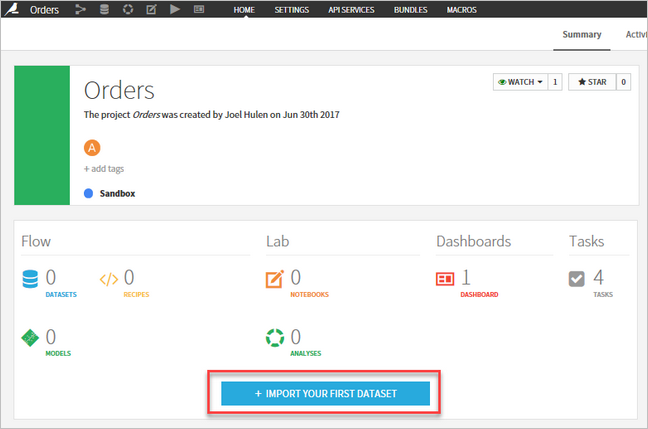 Orders HOME SETTINGS API SERVICES BUNDLES MACROS
Summary Activi
Orders
WATCH 1 STAR 0
The project Orders was created by Joel Hulen on Jun 30th 2017
A
+ add tags
Sandbox
Flow Lab Dashboards Tasks
0 DATASETS
0 RECIPES
0 NOTEBOOKS
1 DASHBOARD
4 TASKS
0 MODELS
0 ANALYSES
+ IMPORT YOUR FIRST DATASET